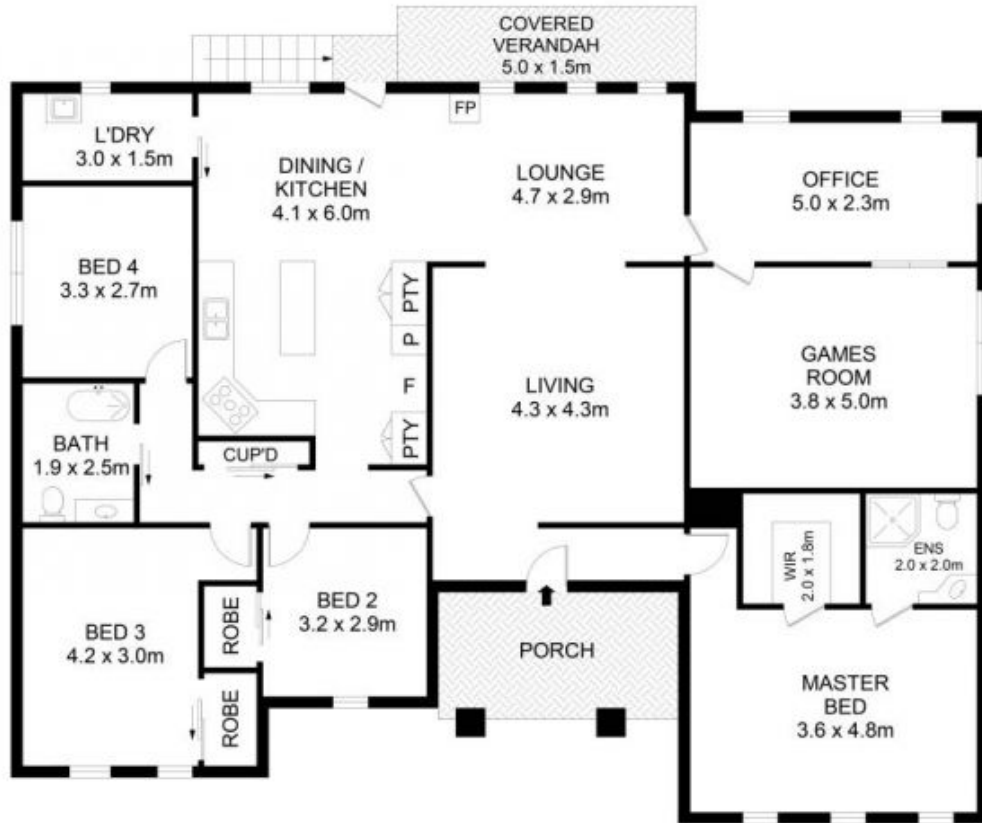 COVERED
VERANDAH
5.0 x 1.5m
L'DRY
3.0 x 1.5m
DINING /
KITCHEN
4.1 x 6.0m
FP
LOUNGE
4.7 x 2.9m
OFFICE
5.0 x 2.3m
BED 4
3.3 x 2.7m
PTY
P
F
PTY
LIVING
4.3 x 4.3m
GAMES
ROOM
3.8 x 5.0m
BATH
1.9 x 2.5m
CUP'D
WIR
2.0 x 1.8m
ENS
2.0 x 2.0m
BED 3
4.2 x 3.0m
ROBE
ROBE
BED 2
3.2 x 2.9m
PORCH
MASTER
BED
3.6 x 4.8m